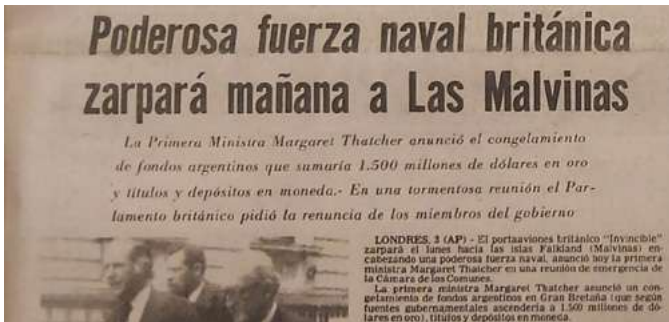 Poderosa fuerza naval británica
zarpará mañana a Las Malvinas
La Primera Ministra Margaret Thatcher anunció el congelamiento
de fondos argentinos que sumaría 1.500 millones de dólares en oro
y títulos y depósitos en moneda.- En una tormentosa reunión el Par-
lamento británico pidió la renuncia de los miembros del gobierno
LONDRES, 3 (AP) - El portaaviones británico "Invincible"
zarpará el lunes hacia las islas Falkland (Malvinas) en-
cabezando una poderosa fuerza naval, anunció hoy la primera
ministra Margaret Thatcher en una reunión de emergencia de
la Cámara de los Comunes.
La primera ministra Margaret Thatcher anunció un con-
gelamiento de fondos argentinos en Gran Bretaña (que según
fuentes gubernamentales ascendería a 1.500 millones de dó-
lares en oro), títulos y depósitos en moneda.